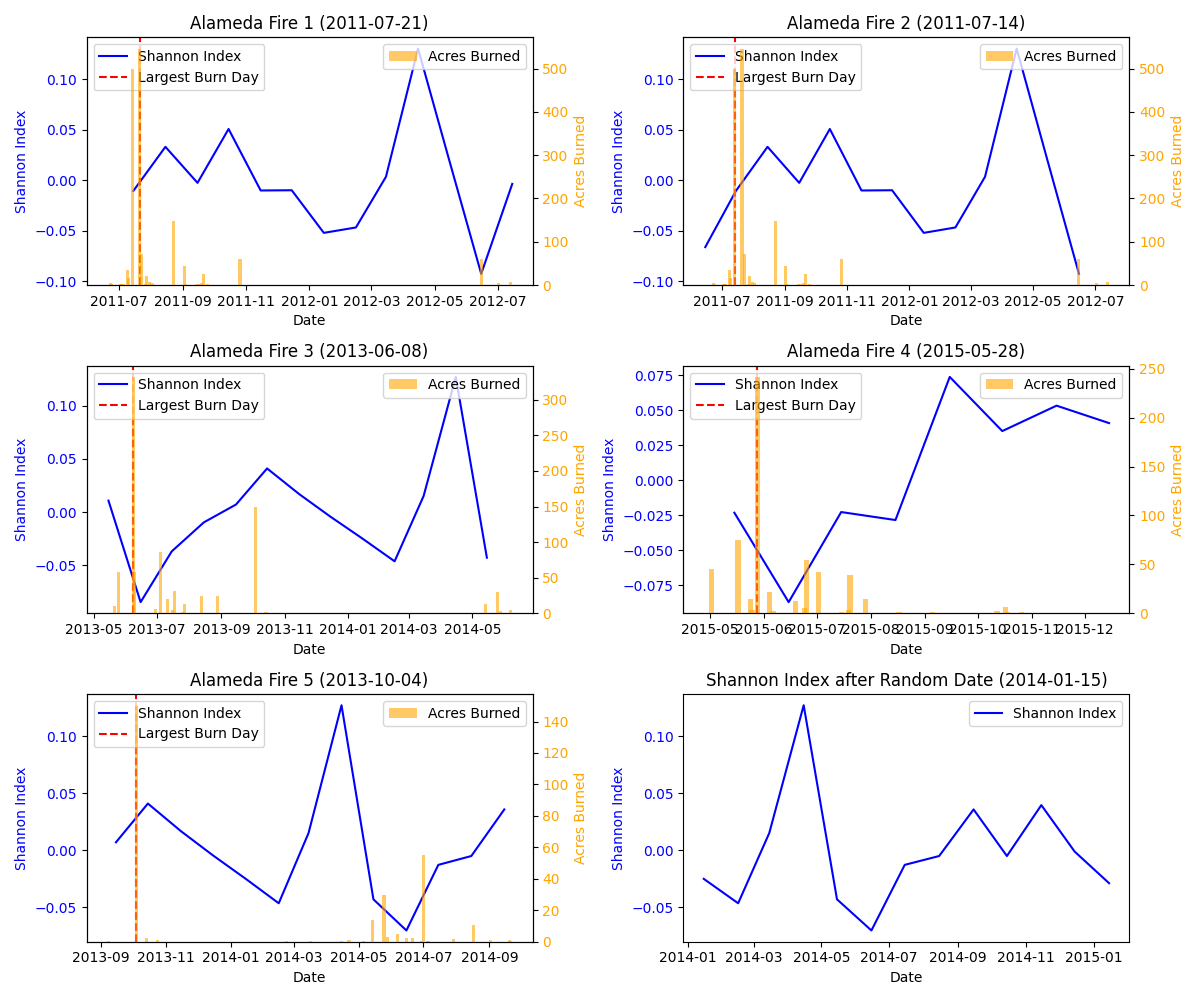 Alameda Fire 1 (2011-07-21)
Shannon Index
Largest Burn Day
Acres Burned
0.10
0.05
0.00
−0.05
−0.10
Shannon Index
500
400
300
200
100
0
Acres Burned
2011-07 2011-09 2011-11 2012-01 2012-03 2012-05 2012-07
Date
Alameda Fire 2 (2011-07-14)
Shannon Index
Largest Burn Day
Acres Burned
0.10
0.05
0.00
−0.05
−0.10
Shannon Index
500
400
300
200
100
0
Acres Burned
2011-07 2011-09 2011-11 2012-01 2012-03 2012-05 2012-07
Date
Alameda Fire 3 (2013-06-08)
Shannon Index
Largest Burn Day
Acres Burned
0.10
0.05
0.00
−0.05
Shannon Index
300
250
200
150
100
50
0
Acres Burned
2013-05 2013-07 2013-09 2013-11 2014-01 2014-03 2014-05
Date
Alameda Fire 4 (2015-05-28)
Shannon Index
Largest Burn Day
Acres Burned
0.075
0.050
0.025
0.000
−0.025
−0.050
−0.075
Shannon Index
250
200
150
100
50
0
Acres Burned
2015-05 2015-06 2015-07 2015-08 2015-09 2015-10 2015-11 2015-12
Date
Alameda Fire 5 (2013-10-04)
Shannon Index
Largest Burn Day
Acres Burned
0.10
0.05
0.00
−0.05
Shannon Index
140
120
100
80
60
40
20
0
Acres Burned
2013-09 2013-11 2014-01 2014-03 2014-05 2014-07 2014-09
Date
Shannon Index after Random Date (2014-01-15)
Shannon Index
0.10
0.05
0.00
−0.05
Shannon Index
2014-01 2014-03 2014-05 2014-07 2014-09 2014-11 2015-01
Date